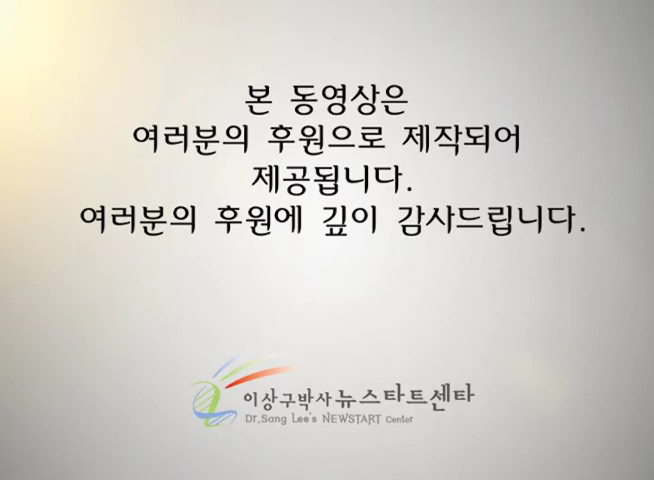 본 동영상은
여러분의 후원으로 제작되어
제공됩니다.
여러분의 후원에 깊이 감사드립니다.
이상구박사 뉴스타트센타
Dr.Sang Lee's NEWSTART Center